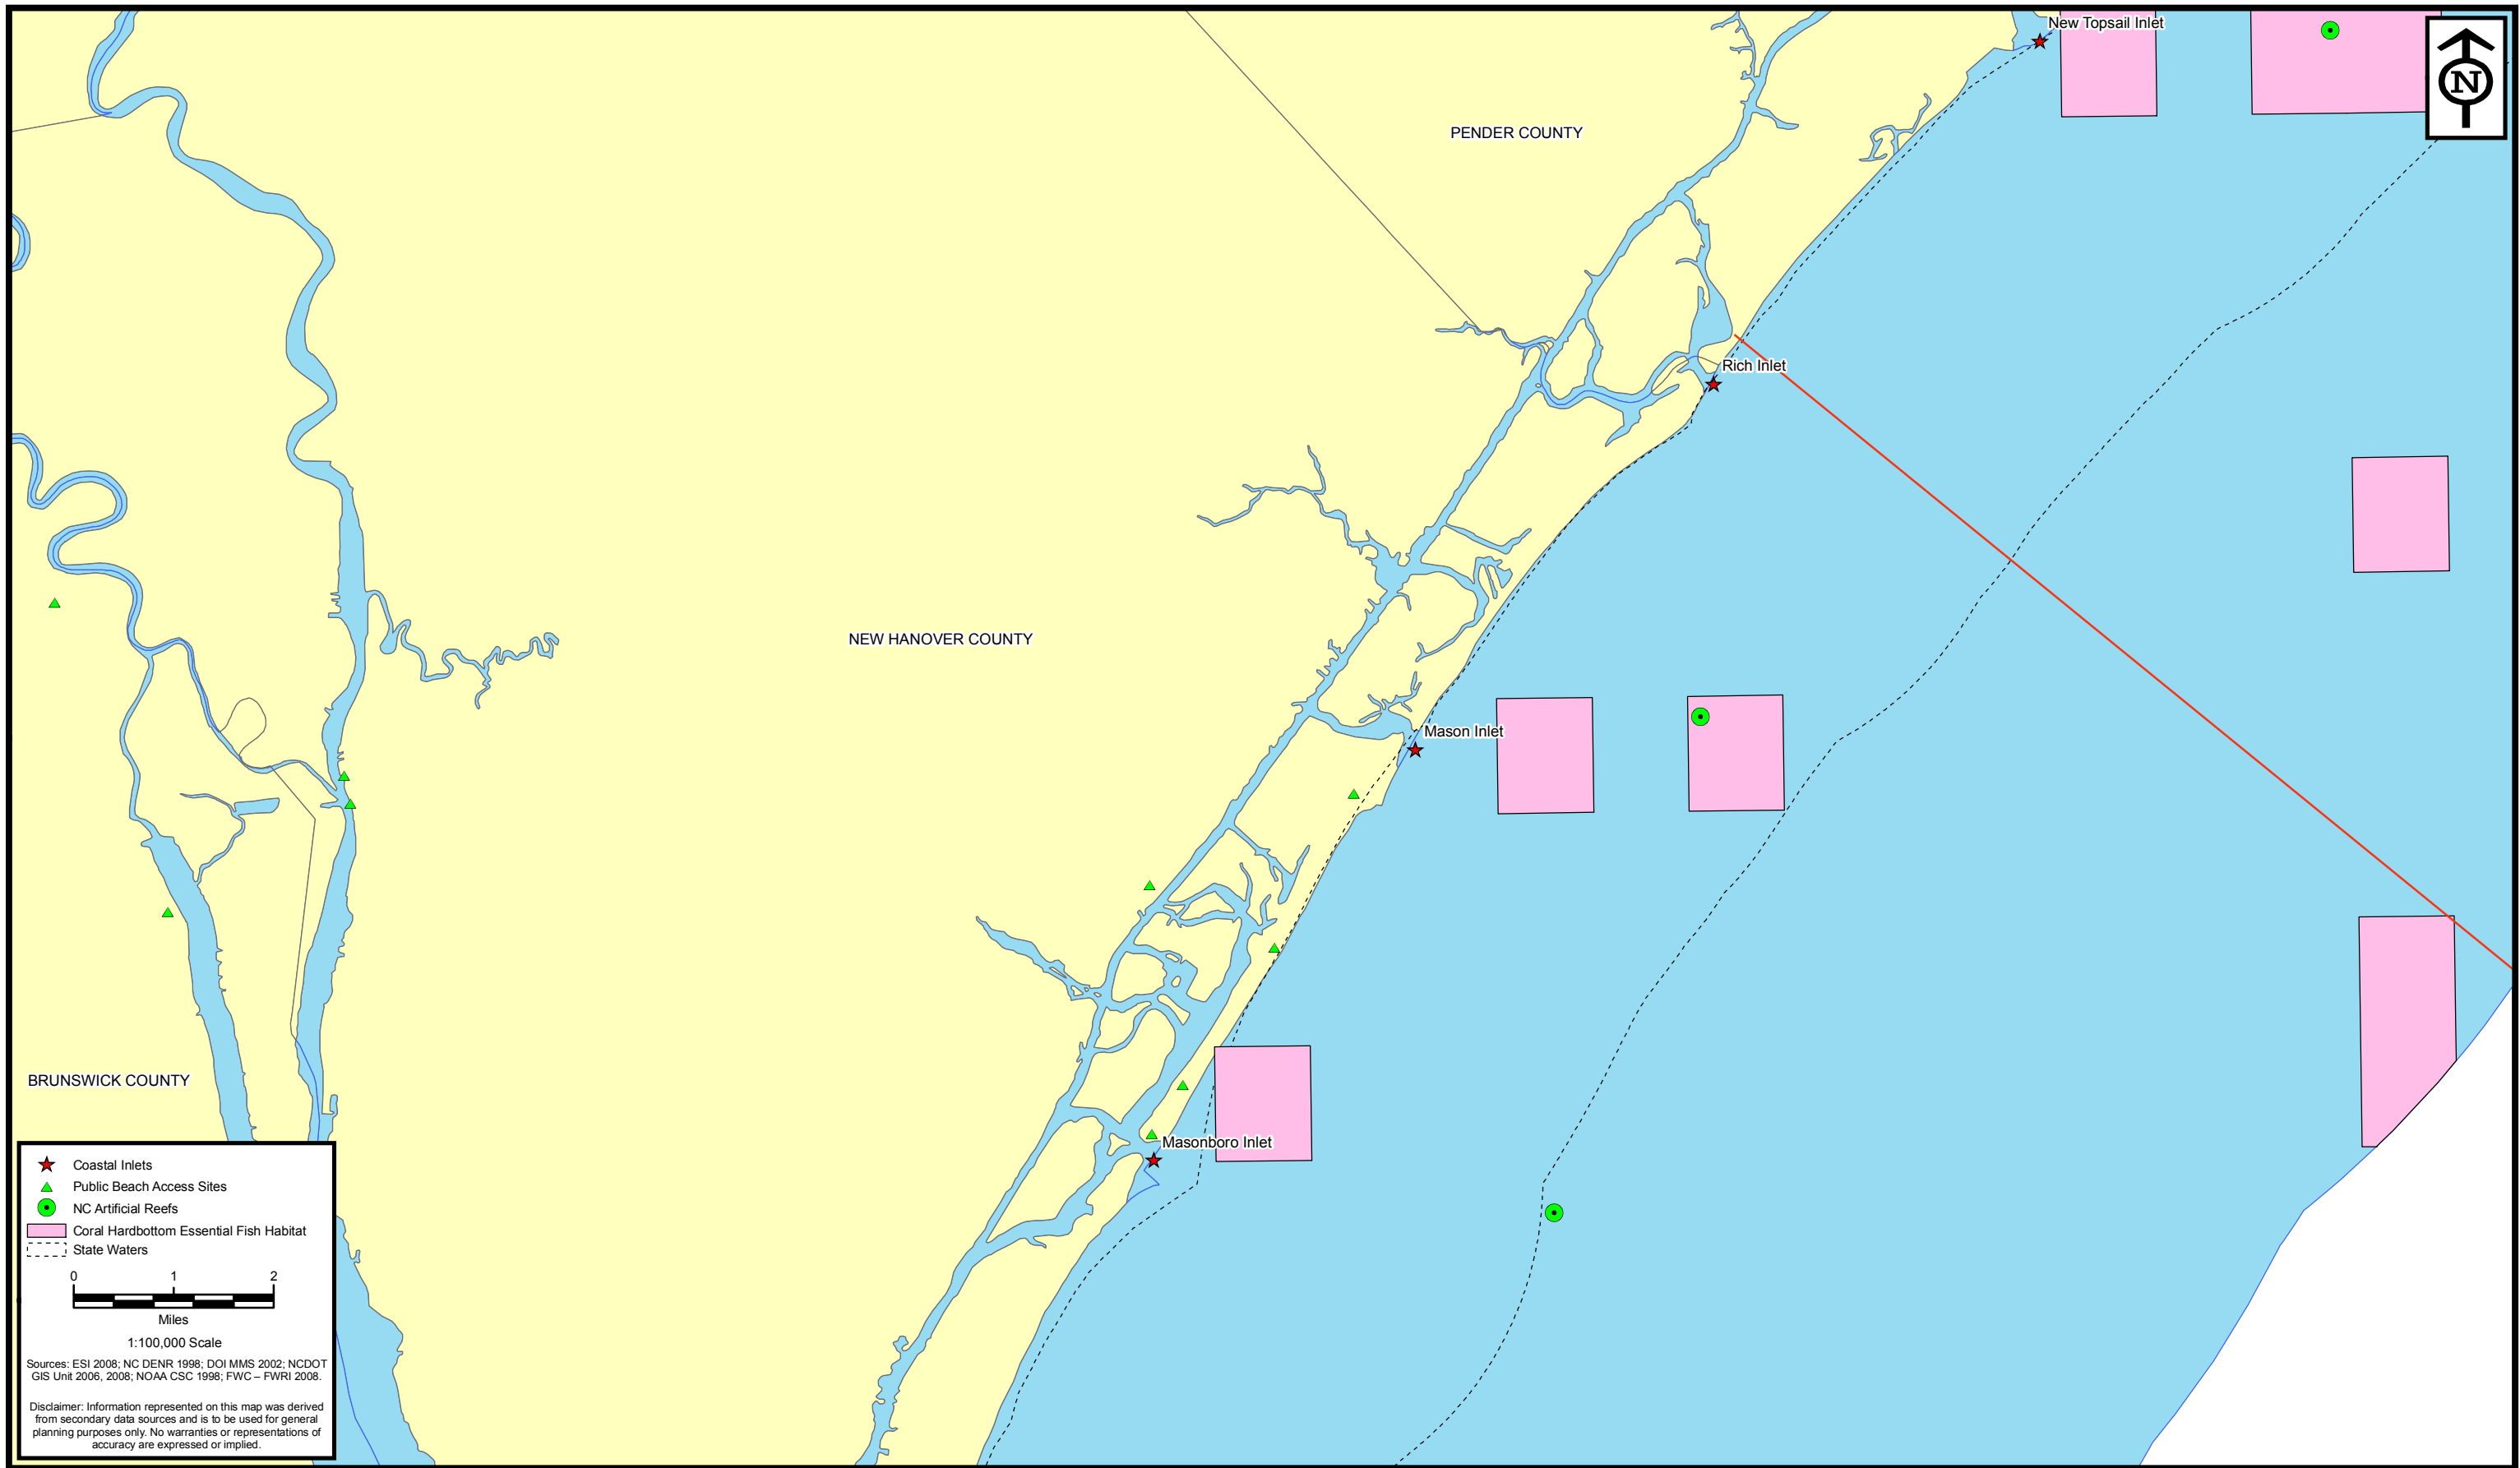 New Topsail Inlet
N
PENDER COUNTY
Rich Inlet
NEW HANOVER COUNTY
Mason Inlet
BRUNSWICK COUNTY
Masonboro Inlet
Coastal Inlets
Public Beach Access Sites
NC Artificial Reefs
Coral Hardbottom Essential Fish Habitat
State Waters
0 1 2
Miles
1:100,000 Scale
Sources: ESI 2008; NC DENR 1998; DOI MMS 2002; NCDOT
GIS Unit 2006, 2008; NOAA CSC 1998; FWC – FWRI 2008.
Disclaimer: Information represented on this map was derived
from secondary data sources and is to be used for general
planning purposes only. No warranties or representations of
accuracy are expressed or implied.